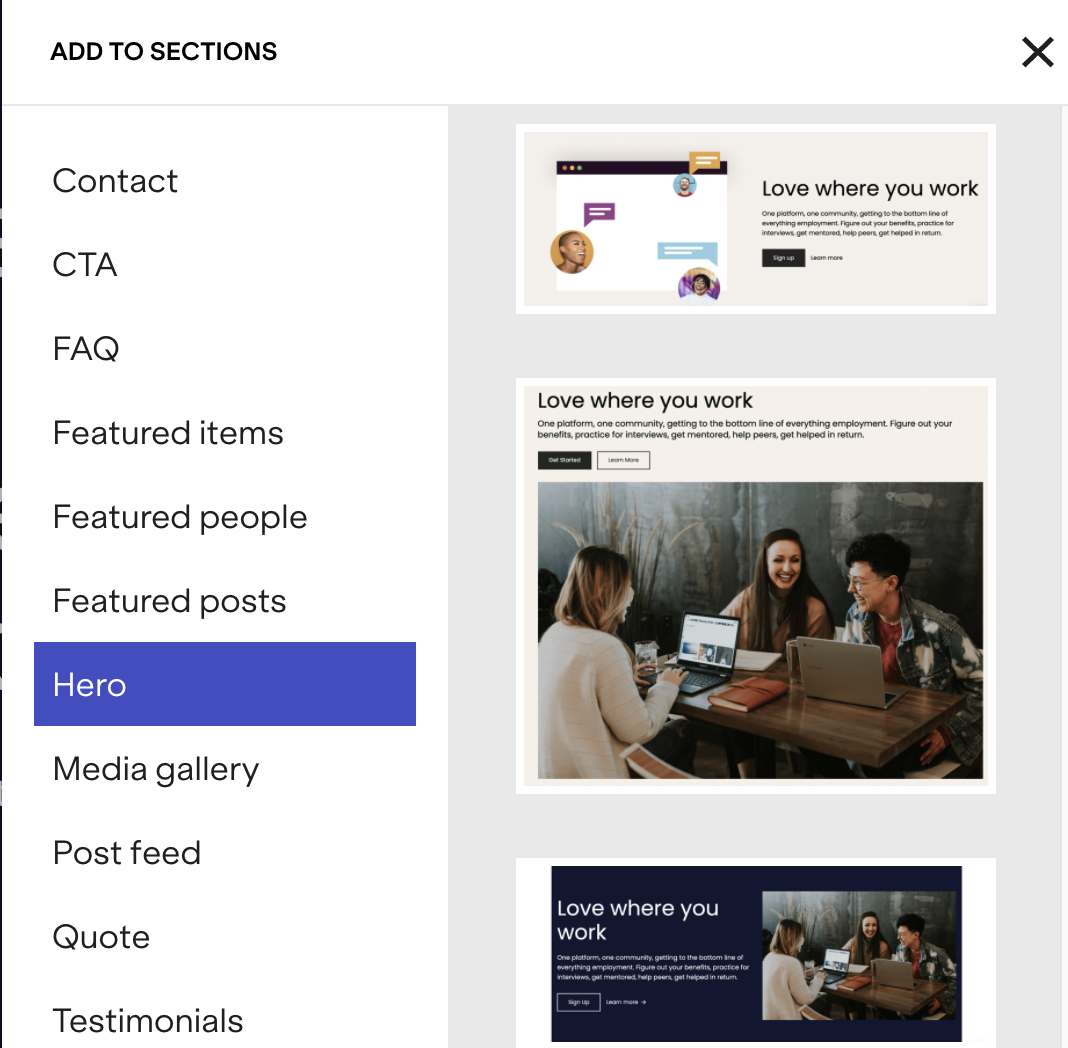 ADD TO SECTIONS
Contact
CTA
FAQ
Featured items
Featured people
Featured posts
Hero
Media gallery
Post feed
Quote
Testimonials
Love where you work
One platform, one community, getting to the bottom line of
everything employment. Figure out your benefits, practice for
interviews, get mentored, help peers, get helped in return.
Sign up Learn more
Love where you work
One platform, one community, getting to the bottom line of everything employment. Figure out your
benefits, practice for interviews, get mentored, help peers, get helped in return.
Get Started Learn More
Love where you
work
One platform, one community, getting to the bottom line of
everything employment. Figure out your benefits, practice for
interviews, get mentored, help peers, get helped in return.
Sign Up Learn more →